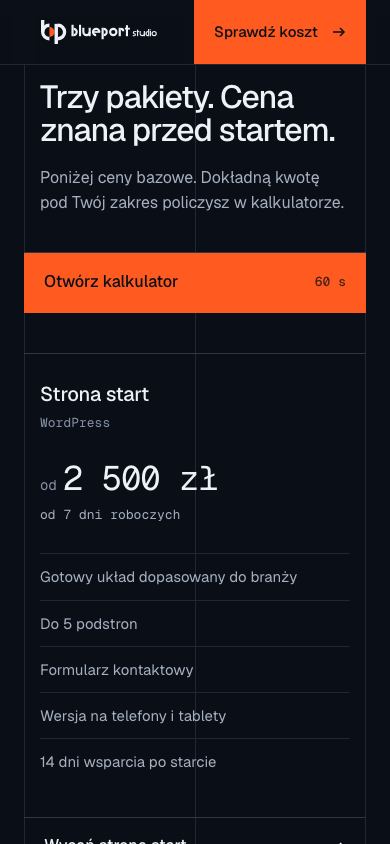 blueport studio
Sprawdź koszt →
Trzy pakiety. Cena
znana przed startem.
Poniżej ceny bazowe. Dokładną kwotę
pod Twój zakres policzysz w kalkulatorze.
Otwórz kalkulator 60 s
Strona start
WordPress
od 2 500 zł
od 7 dni roboczych
Gotowy układ dopasowany do branży
Do 5 podstron
Formularz kontaktowy
Wersja na telefony i tablety
14 dni wsparcia po starcie